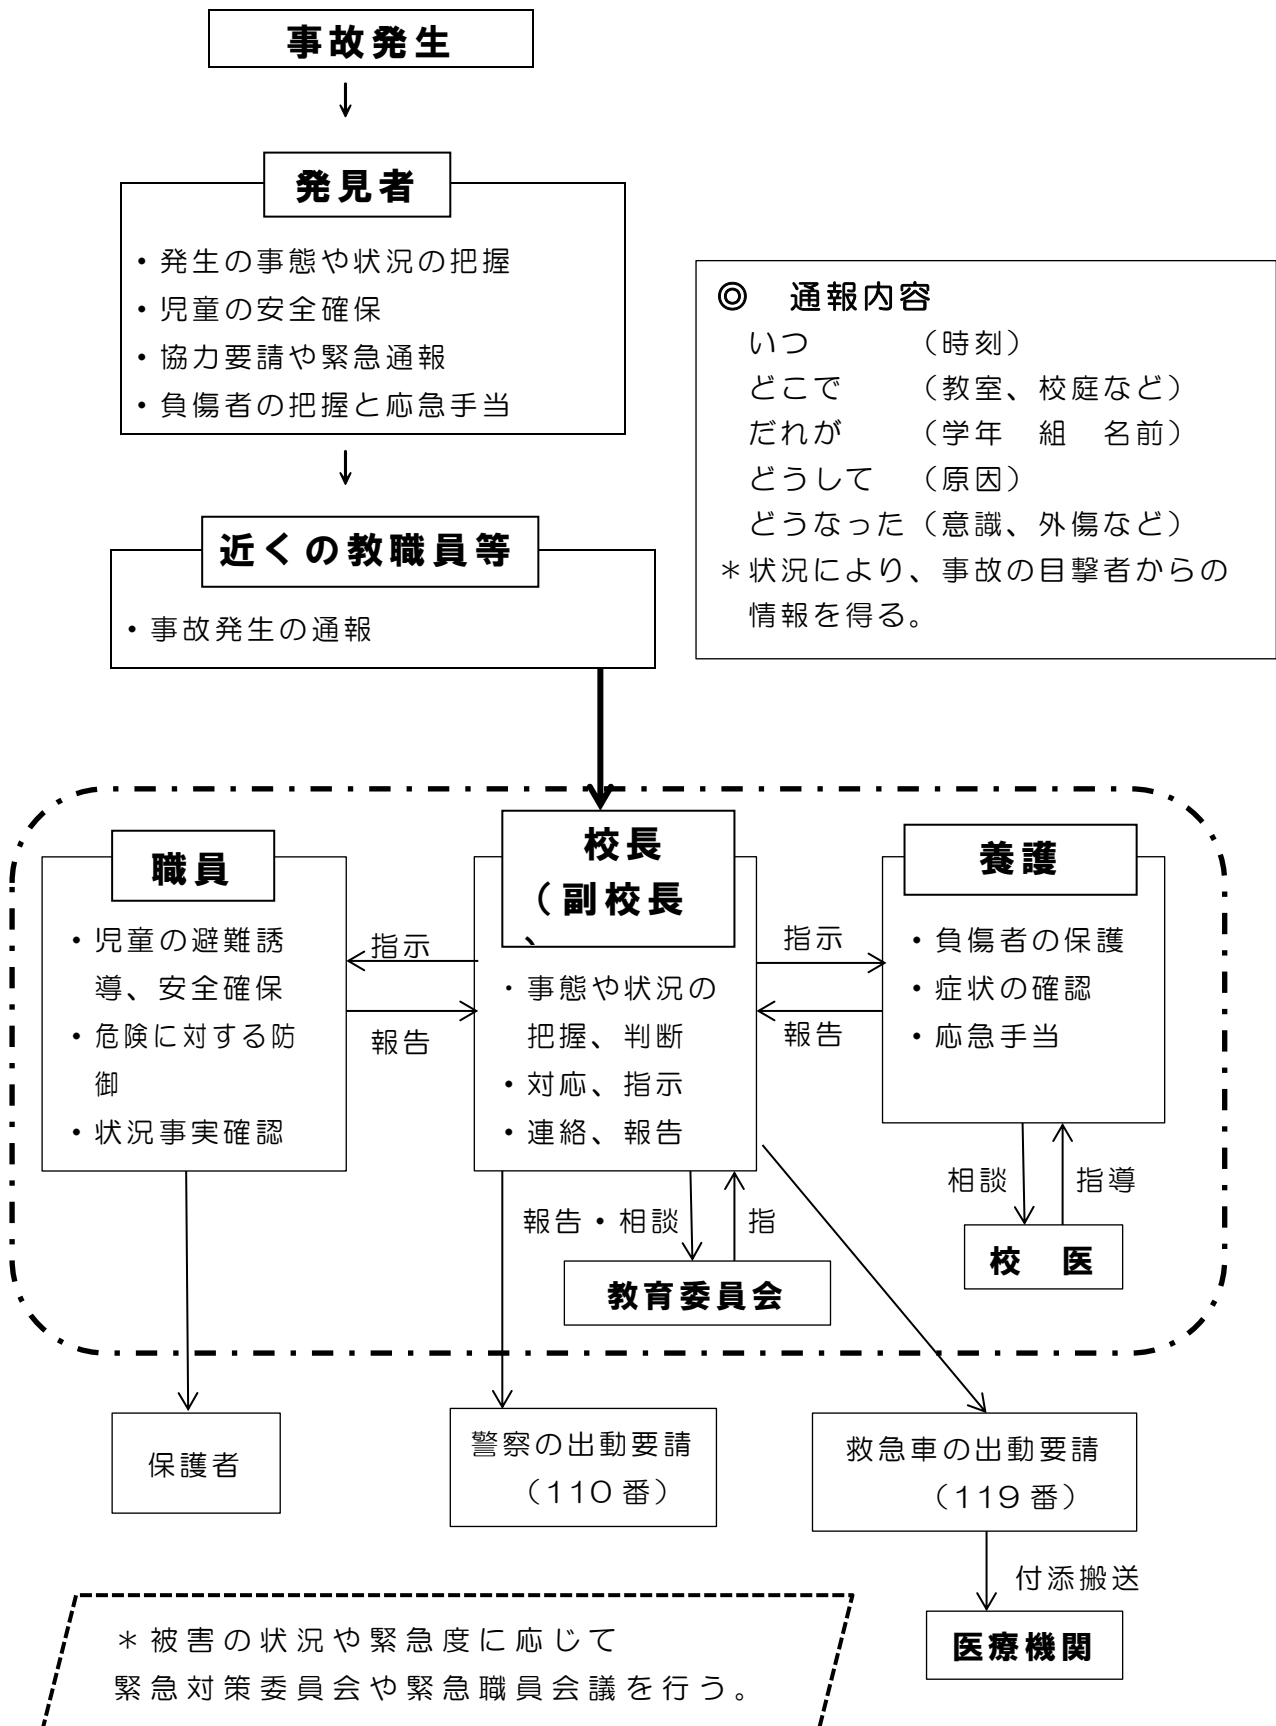 事故発生
発見者
・発生の事態や状況の把握
・児童の安全確保
・協力要請や緊急通報
・負傷者の把握と応急手当
◎　通報内容
いつ　　　（時刻）
どこで　　（教室、校庭など）
だれが　　（学年　組　名前）
どうして　（原因）
どうなった（意識、外傷など）
＊状況により、事故の目撃者からの
情報を得る。
近くの教職員等
・事故発生の通報
職員
・児童の避難誘
導、安全確保
・危険に対する防
御
・状況事実確認
指示
報告
校長
（副校長
、
・事態や状況の
把握、判断
・対応、指示
・連絡、報告
指示
報告
養護
・負傷者の保護
・症状の確認
・応急手当
相談
指導
校　医
報告・相談
指
教育委員会
保護者
警察の出動要請
（110番）
救急車の出動要請
（119番）
付添搬送
医療機関
＊被害の状況や緊急度に応じて
緊急対策委員会や緊急職員会議を行う。